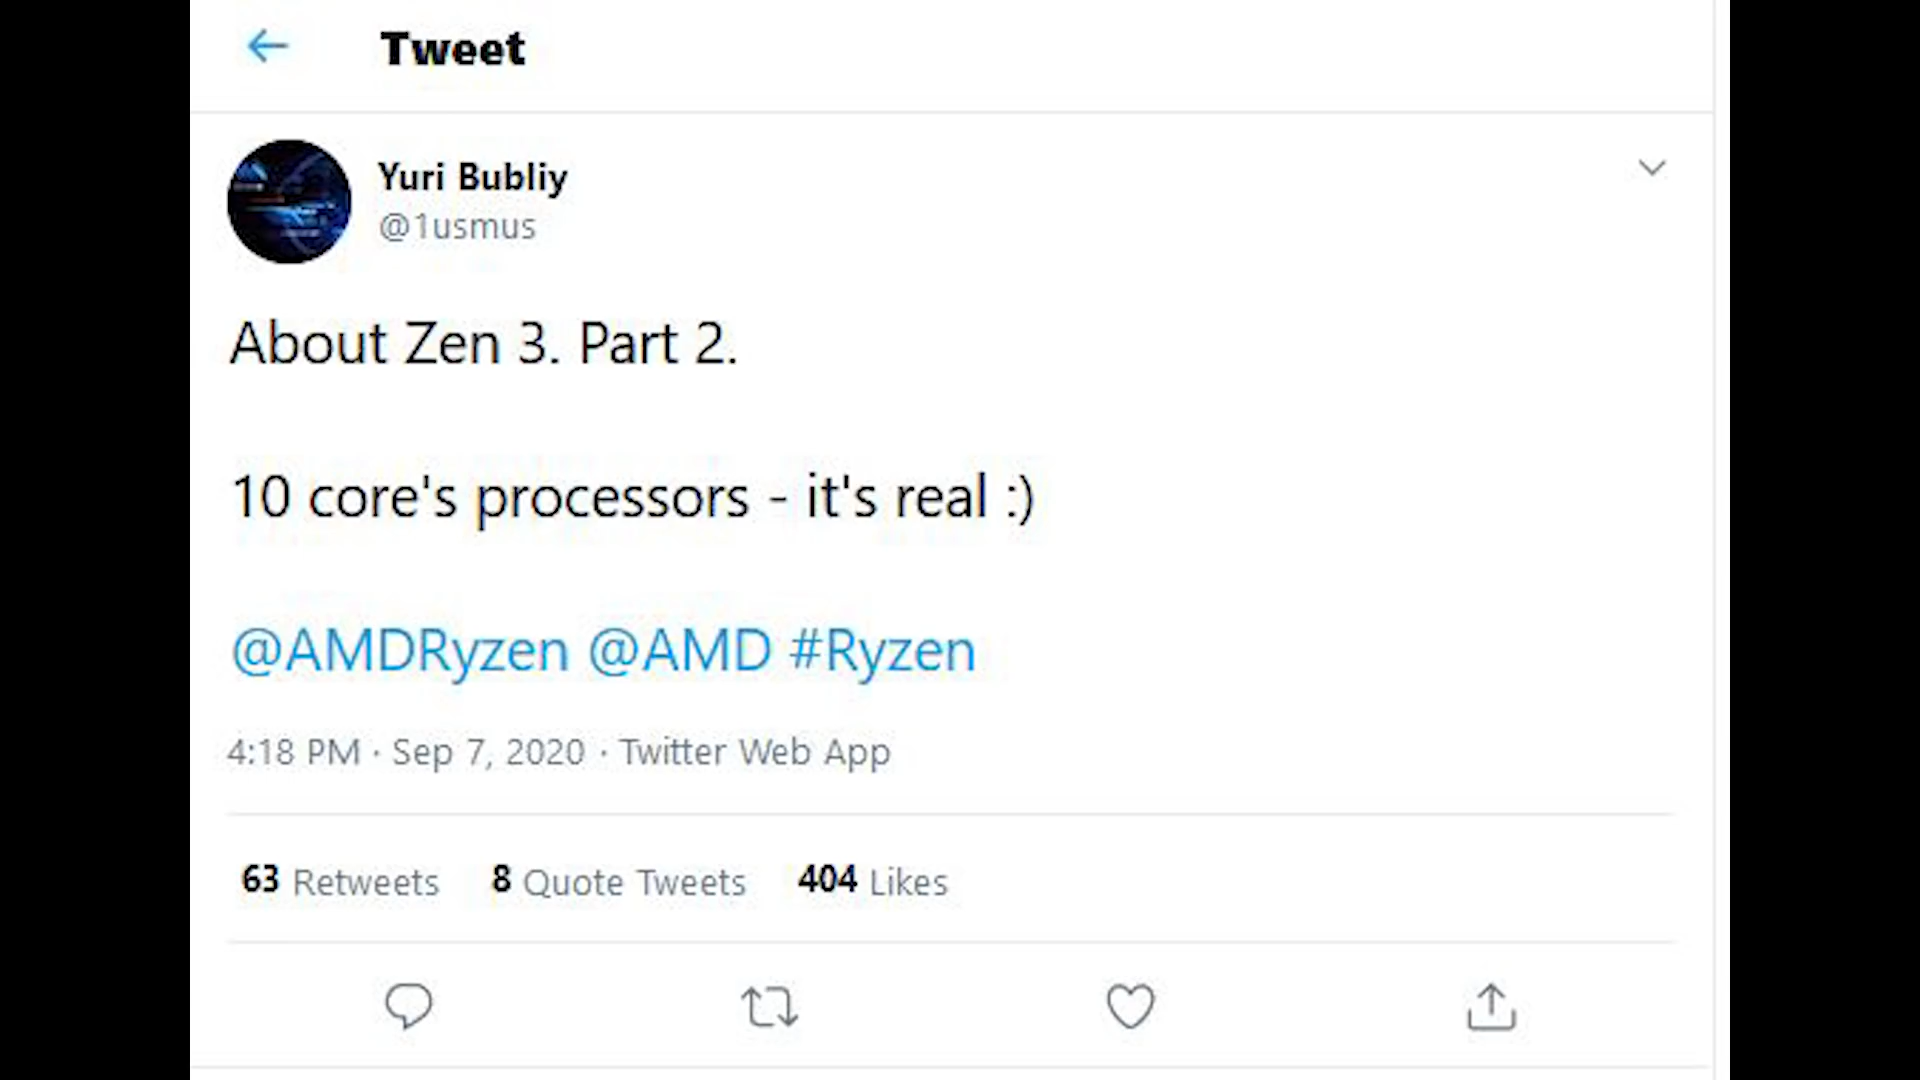 Tweet
Yuri Bubliy
@1usmus
About Zen 3. Part 2.
10 core's processors - it's real :)
@AMDRyzen @AMD #Ryzen
4:18 PM · Sep 7, 2020 · Twitter Web App
63 Retweets 8 Quote Tweets 404 Likes